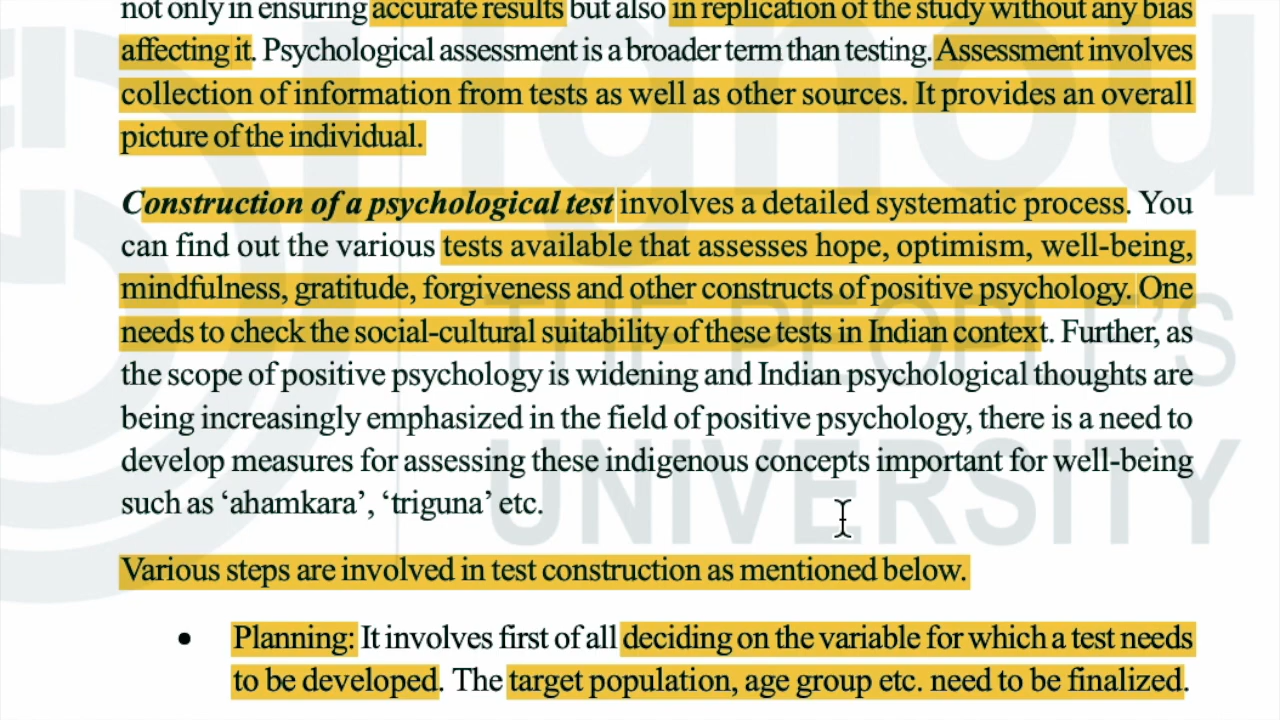 not only in ensuring accurate results but also in replication of the study without any bias
affecting it. Psychological assessment is a broader term than testing. Assessment involves
collection of information from tests as well as other sources. It provides an overall
picture of the individual.
Construction of a psychological test involves a detailed systematic process. You
can find out the various tests available that assesses hope, optimism, well-being,
mindfulness, gratitude, forgiveness and other constructs of positive psychology. One
needs to check the social-cultural suitability of these tests in Indian context. Further, as
the scope of positive psychology is widening and Indian psychological thoughts are
being increasingly emphasized in the field of positive psychology, there is a need to
develop measures for assessing these indigenous concepts important for well-being
such as ‘ahamkara’, ‘triguna’ etc.
Various steps are involved in test construction as mentioned below.
• Planning: It involves first of all deciding on the variable for which a test needs
to be developed. The target population, age group etc. need to be finalized.
ignou
THE PEOPLE'S
UNIVERSITY